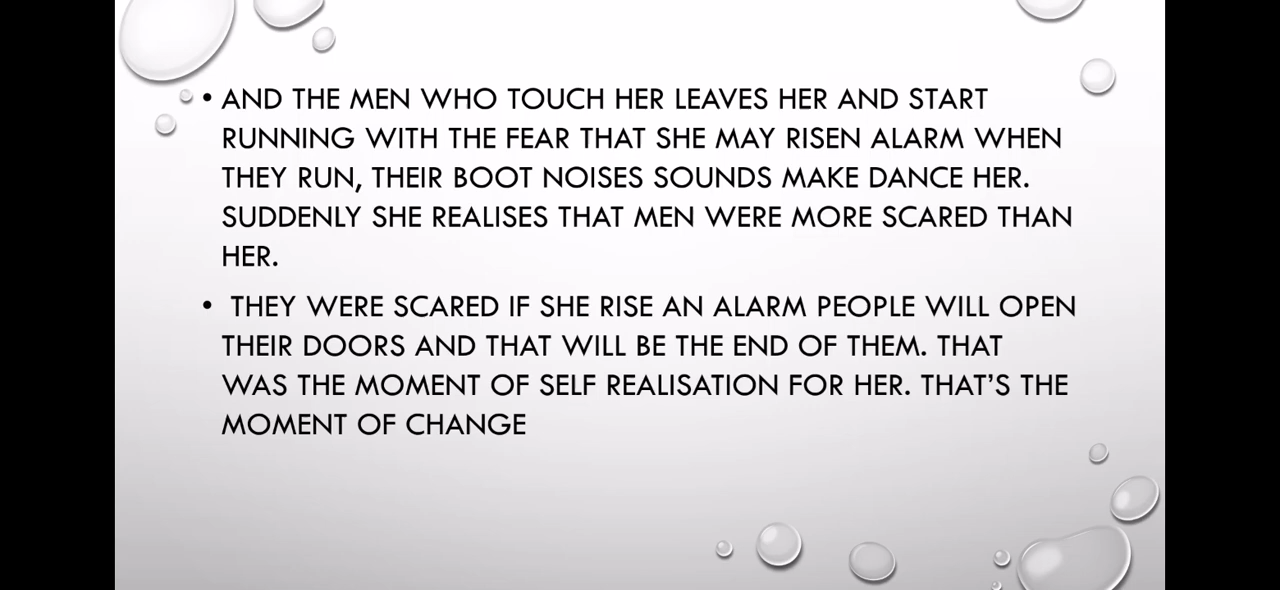 • AND THE MEN WHO TOUCH HER LEAVES HER AND START
RUNNING WITH THE FEAR THAT SHE MAY RISEN ALARM WHEN
THEY RUN, THEIR BOOT NOISES SOUNDS MAKE DANCE HER.
SUDDENLY SHE REALISES THAT MEN WERE MORE SCARED THAN
HER.
• THEY WERE SCARED IF SHE RISE AN ALARM PEOPLE WILL OPEN
THEIR DOORS AND THAT WILL BE THE END OF THEM. THAT
WAS THE MOMENT OF SELF REALISATION FOR HER. THAT’S THE
MOMENT OF CHANGE